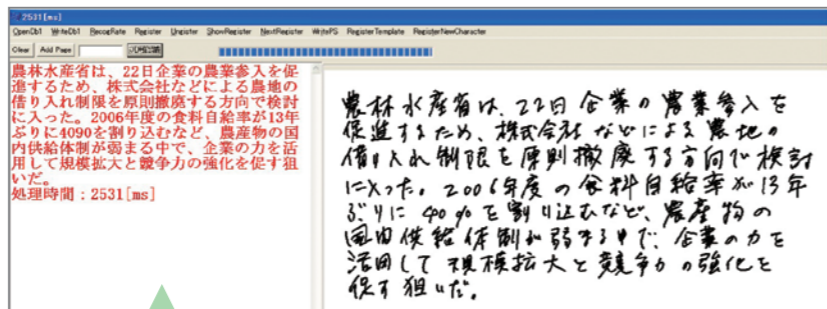 2531[ms]
OpenDb1 WriteDb1 RecogRate Register Ungister ShowRegister NextRegister WritePS RegisterTemplate RegisterNewCharacter
Clear Add Page
農林水産省は、22日企業の農業参入を促
進するため、株式会社などによる農地の
借り入れ制限を原則撤廃する方向で検討
に入った。2006年度の食料自給率が13年
ぶりに4090を割り込むなど、農産物の国
内供給体制が弱まる中で、企業の力を活
用して規模拡大と競争力の強化を促す狙
いだ。
処理時間:2531[ms]
農林水産省は、22日 企業の農業参入を
促進するため、株式会社などによる農地の
借り入れ制限を原則撤廃する方向で検討
に入った。2006年度の食料自給率が13年
ぶりに40%を割り込むなど、農産物の
国内供給体制が弱まる中で、企業の力を
活用して規模拡大と競争力の強化を
促す狙いだ。